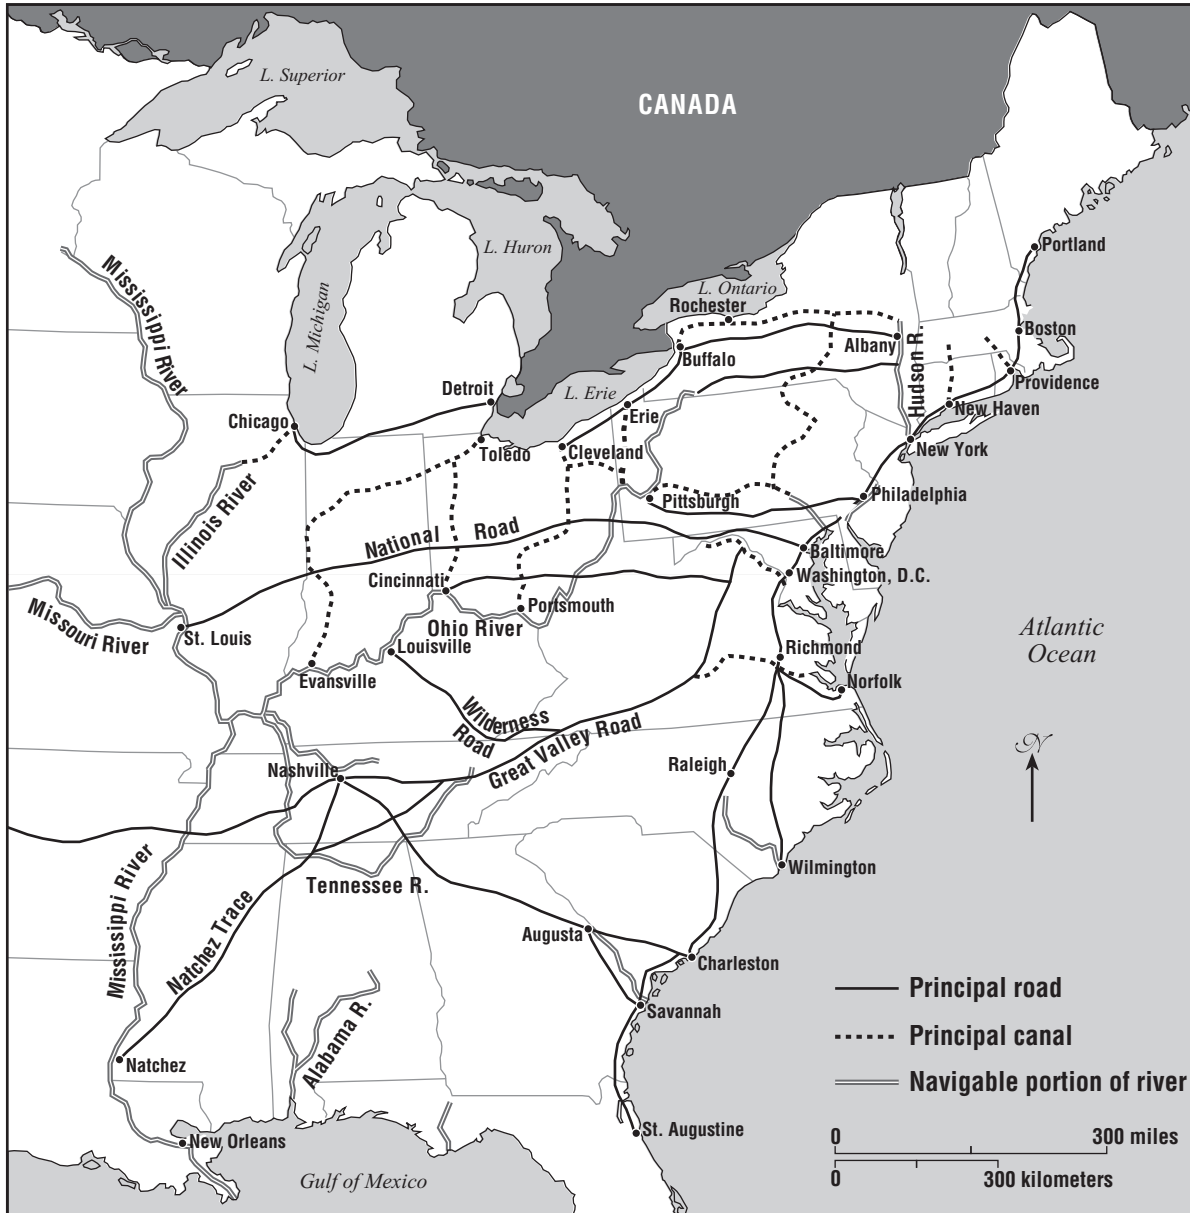 L. Superior
CANADA
L. Huron
Portland
L. Ontario
Rochester
Mississippi River
L. Michigan
Boston
Albany
Buffalo
Hudson R.
Providence
Detroit
L. Erie
Erie
New Haven
Chicago
Toledo
Cleveland
New York
Pittsburgh
Philadelphia
Illinois River
National Road
Baltimore
Cincinnati
Washington, D.C.
Missouri River
Portsmouth
St. Louis
Ohio River
Atlantic
Ocean
Louisville
Richmond
Evansville
Norfolk
Wilderness
Road
Great Valley Road
N
Nashville
Raleigh
Wilmington
Tennessee R.
Mississippi River
Natchez Trace
Augusta
Charleston
Principal road
Savannah
Alabama R.
Principal canal
Natchez
Navigable portion of river
New Orleans
St. Augustine
0 300 miles
Gulf of Mexico
0 300 kilometers